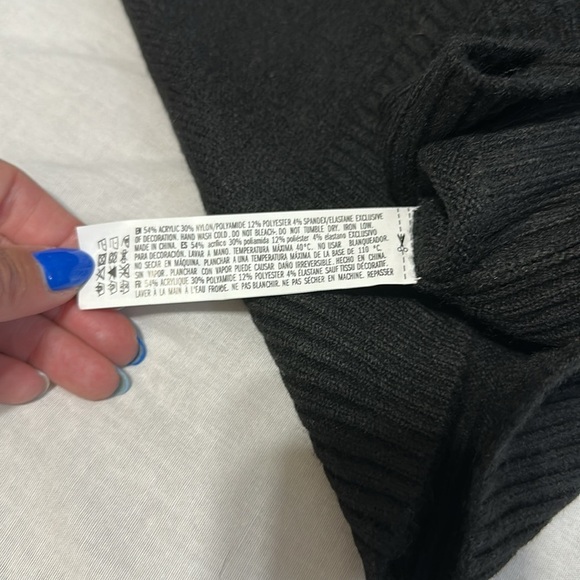 EN 54% ACRYLIC 30% NYLON/POLYAMIDE 12% POLYESTER 4% SPANDEX/ELASTANE EXCLUSIVE
OF DECORATION. HAND WASH COLD. DO NOT BLEACH. DO NOT TUMBLE DRY. IRON LOW.
MADE IN CHINA. ES 54% acrílico 30% poliamida 12% poliéster 4% elastano EXCLUSIVO
PARA DECORACIÓN. LAVAR A MANO. TEMPERATURA MÁXIMA 40°C. NO USAR BLANQUEADOR.
NO SECAR EN MÁQUINA. PLANCHAR A UNA TEMPERATURA MÁXIMA DE LA BASE DE 110 °C
SIN VAPOR. PLANCHAR CON VAPOR PUEDE CAUSAR DAÑO IRREVERSIBLE. HECHO EN CHINA.
FR 54% ACRYLIQUE 30% POLYAMIDE 12% POLYESTER 4% ÉLASTANE SAUF TISSU DÉCORATIF.
LAVER À LA MAIN À L'EAU FROIDE. NE PAS BLANCHIR. NE PAS SÉCHER EN MACHINE. REPASSER